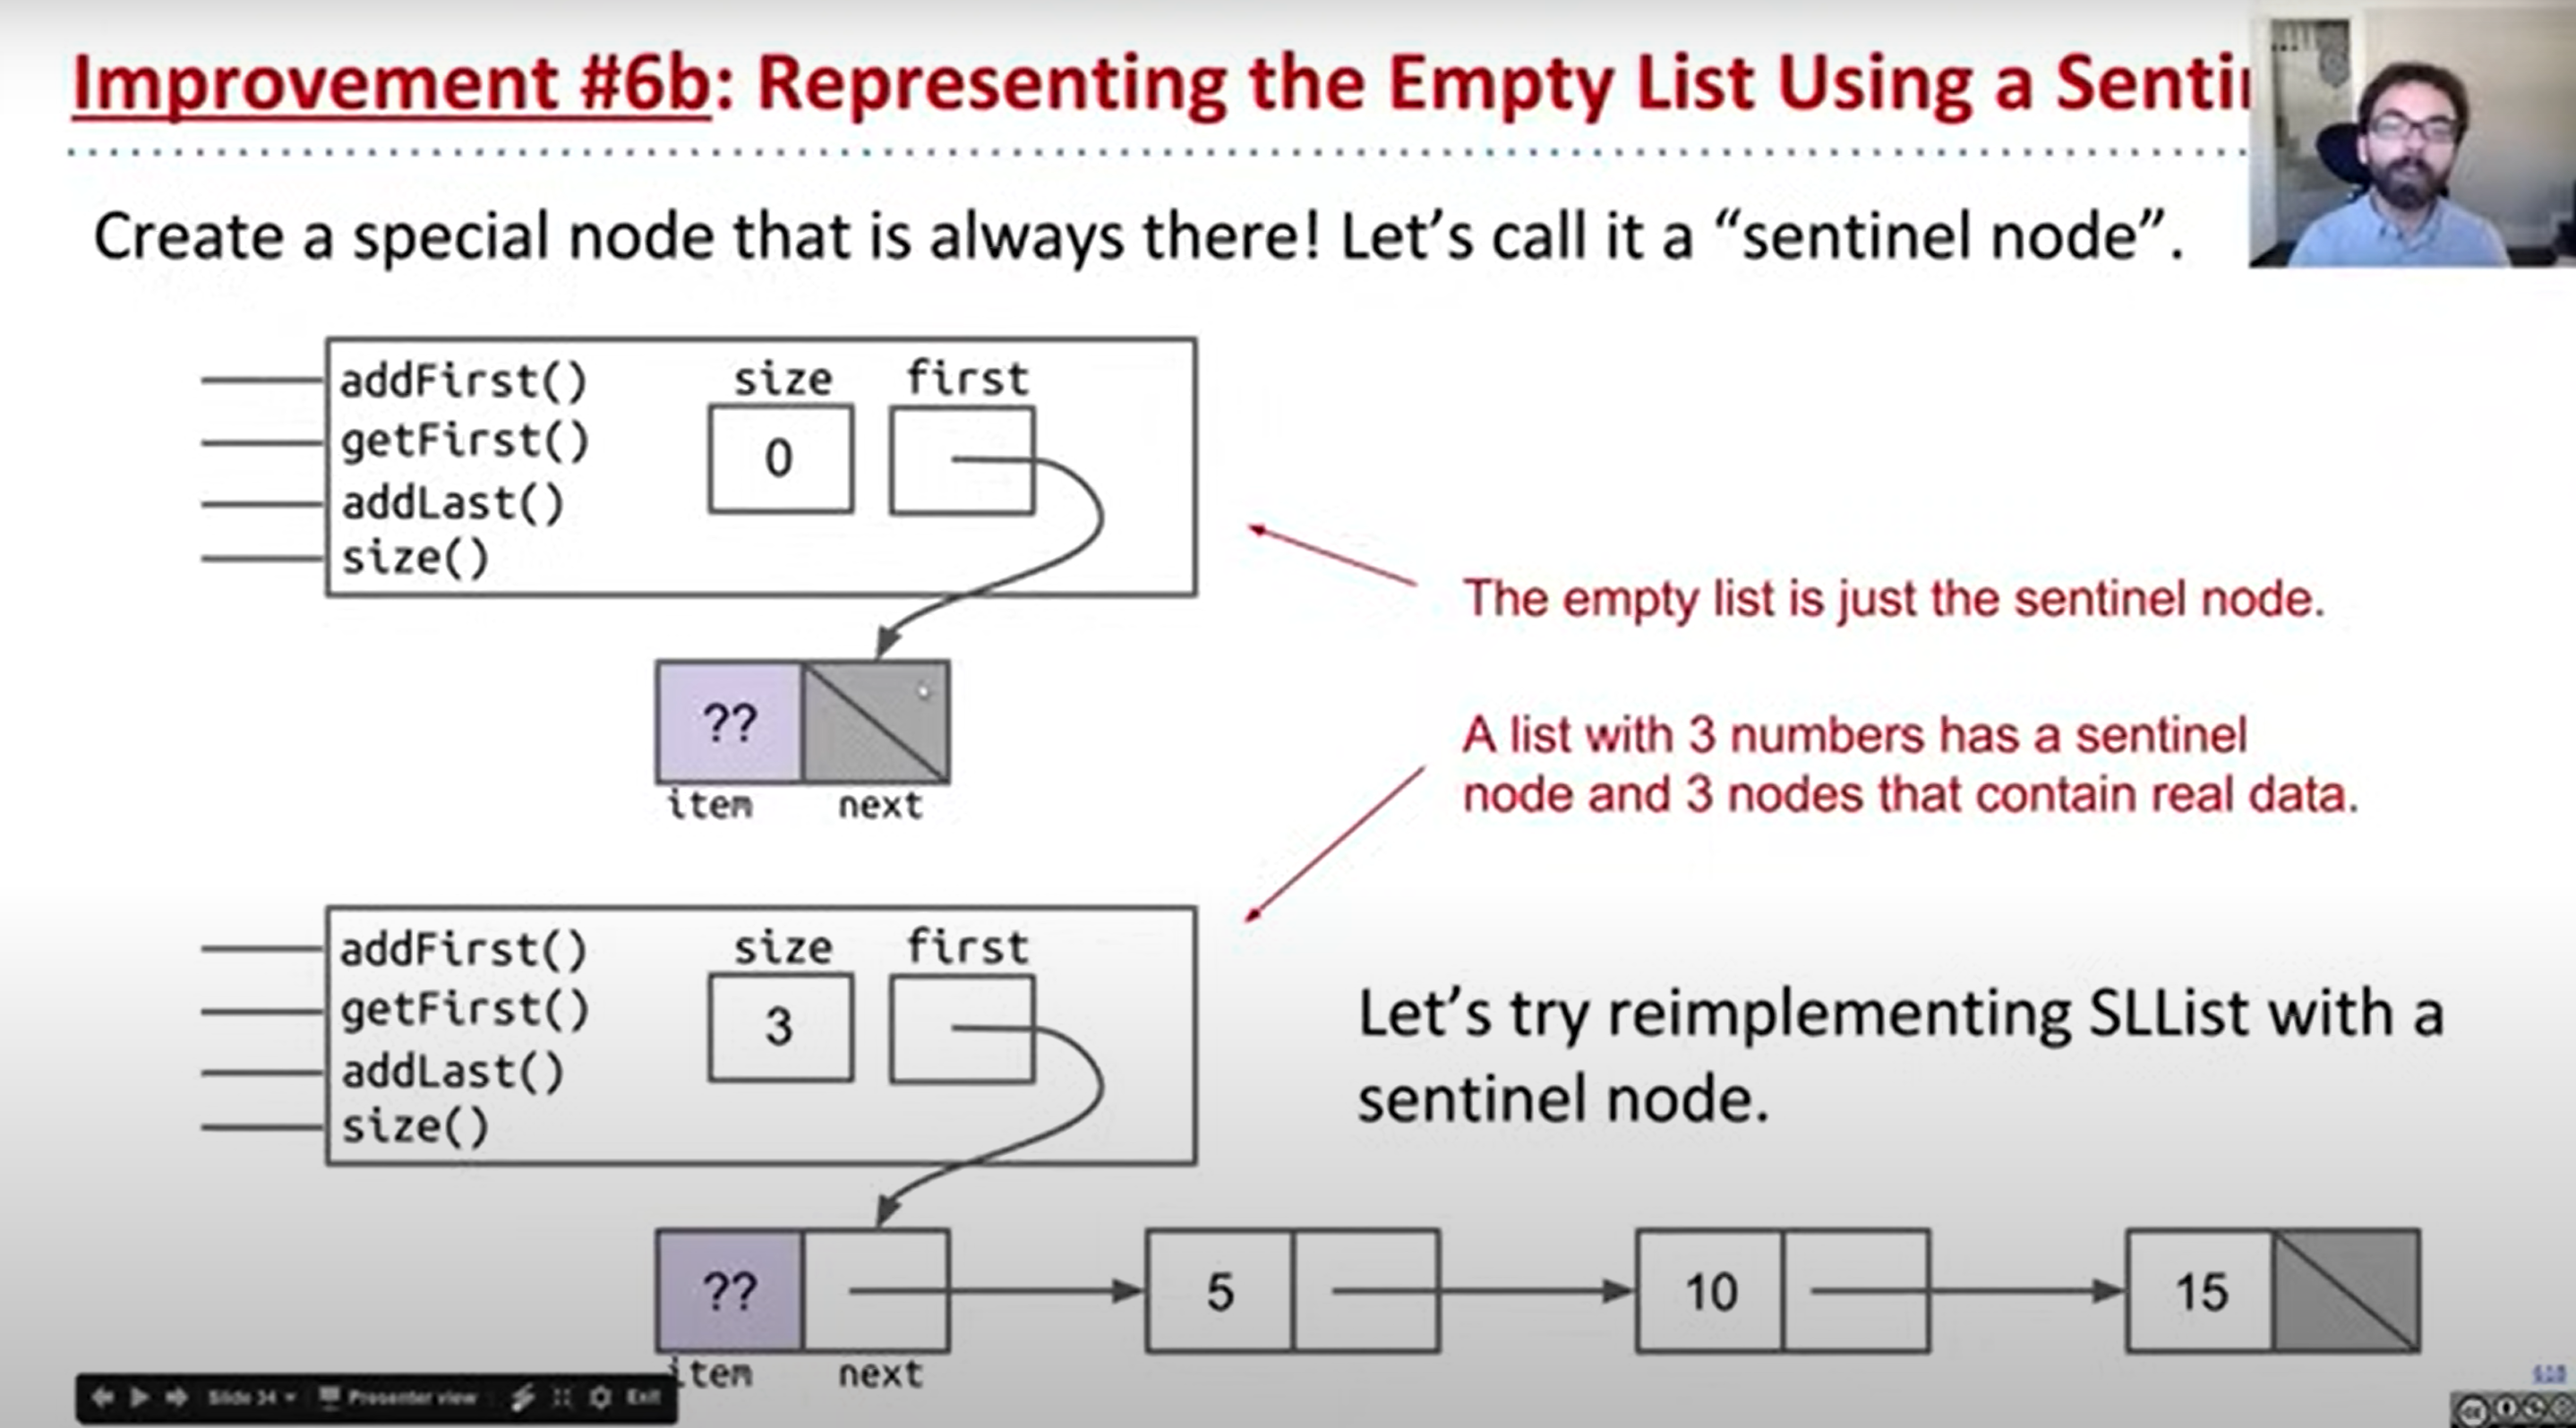 Improvement #6b: Representing the Empty List Using a Senti
Create a special node that is always there! Let’s call it a “sentinel node”.
addFirst()
getFirst()
addLast()
size()
size
first
0
??
item
next
The empty list is just the sentinel node.
A list with 3 numbers has a sentinel
node and 3 nodes that contain real data.
addFirst()
getFirst()
addLast()
size()
size
first
3
Let’s try reimplementing SLList with a
sentinel node.
??
5
10
15
item
next
Slide 34
Presenter view
Exit